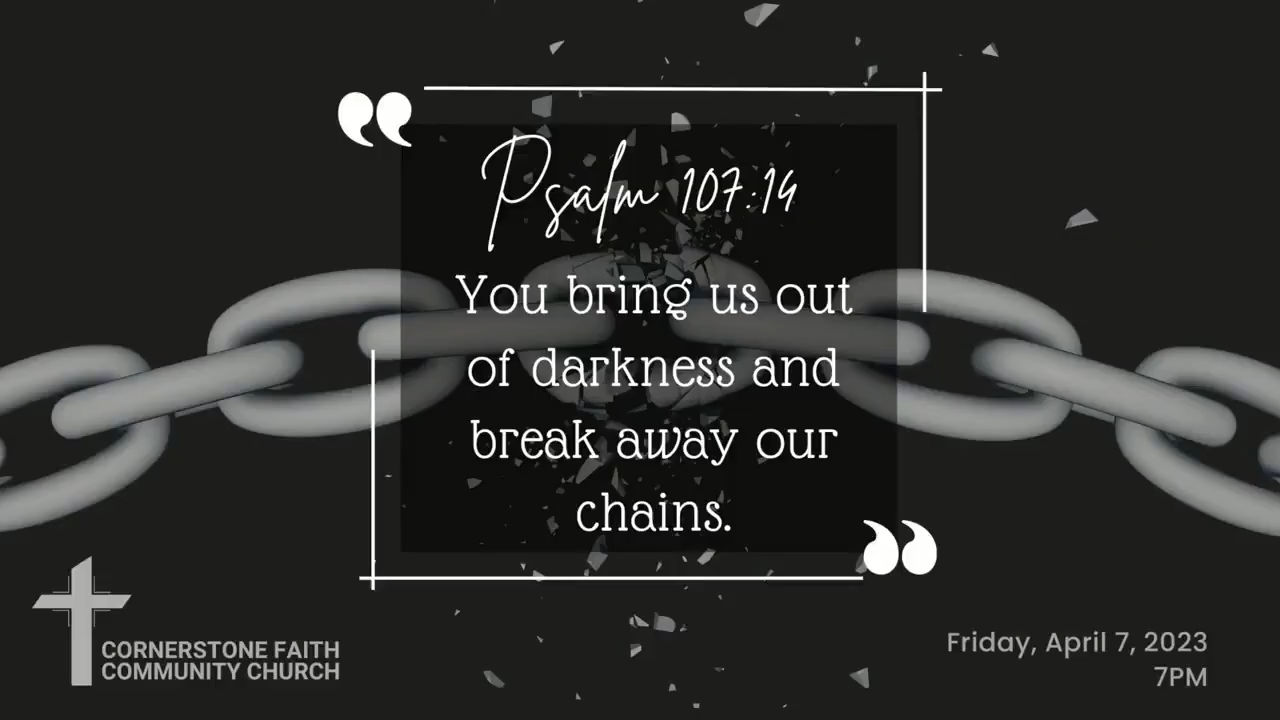 Psalm 107:14
You bring us out
of darkness and
break away our
chains.
CORNERSTONE FAITH
COMMUNITY CHURCH
Friday, April 7, 2023
7PM